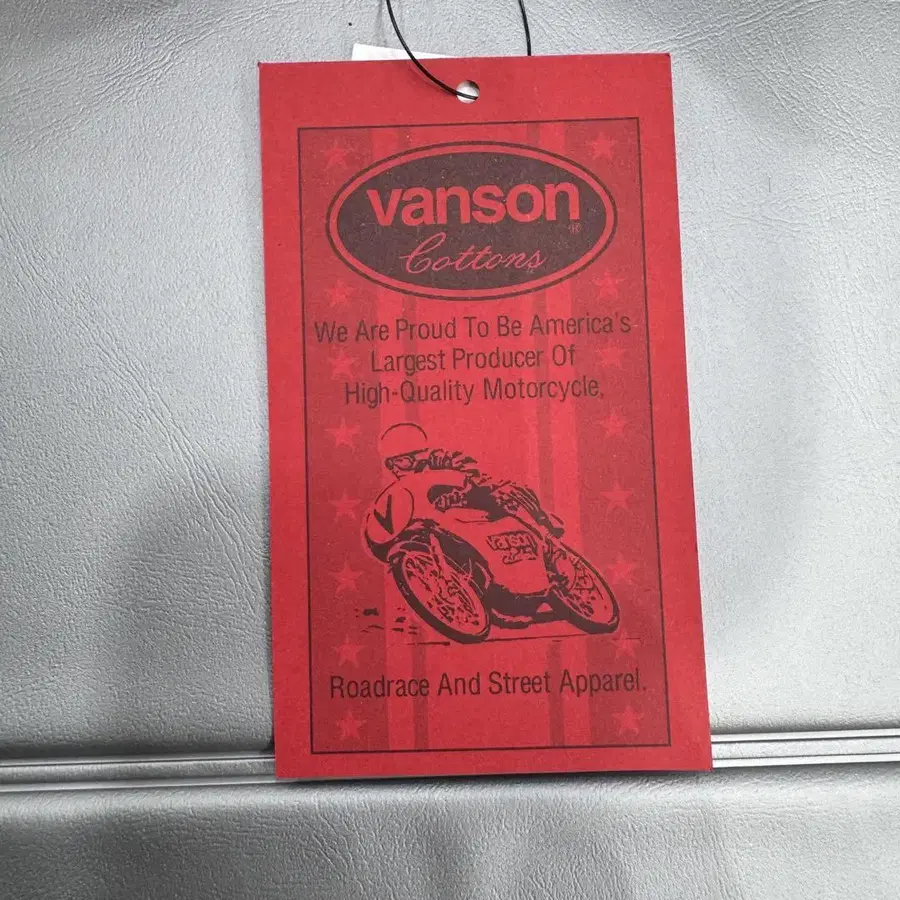 vanson®
Cottons
We Are Proud To Be America's
Largest Producer Of
High-Quality Motorcycle,
V
vanson
Roadrace And Street Apparel.